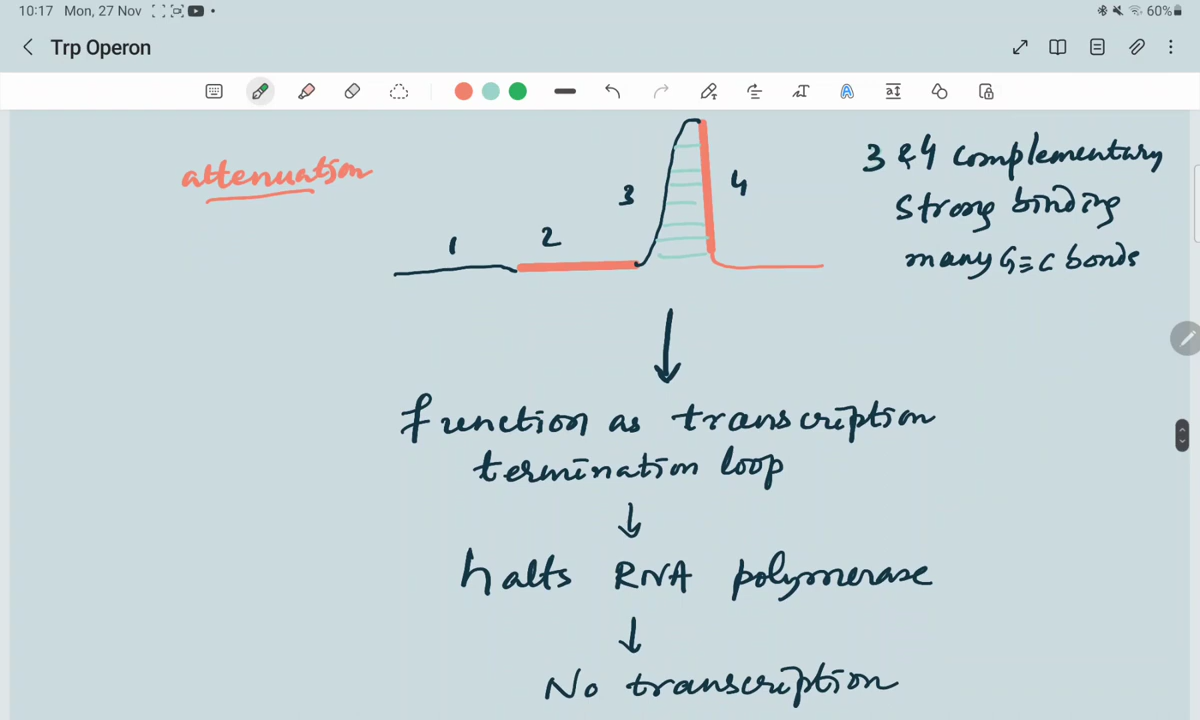 10:17 Mon, 27 Nov
60%
Trp Operon
attenuation
1
2
3
4
3 & 4 complementary
strong binding
many G≡C bonds
function as transcription
termination loop
↓
halts RNA polymerase
↓
No transcription